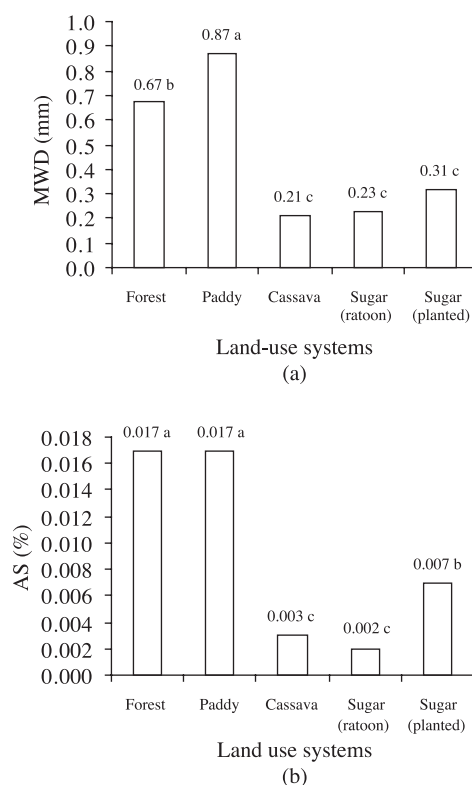 1.0
0.9
0.8
0.7
0.6
0.5
0.4
0.3
0.2
0.1
0.0
MWD (mm)
0.67 b
0.87 a
0.21 c
0.23 c
0.31 c
Forest Paddy Cassava Sugar Sugar
(ratoon) (planted)
Land-use systems
(a)
0.018
0.016
0.014
0.012
0.010
0.008
0.006
0.004
0.002
0.000
AS (%)
0.017 a
0.017 a
0.003 c
0.002 c
0.007 b
Forest Paddy Cassava Sugar Sugar
(ratoon) (planted)
Land use systems
(b)